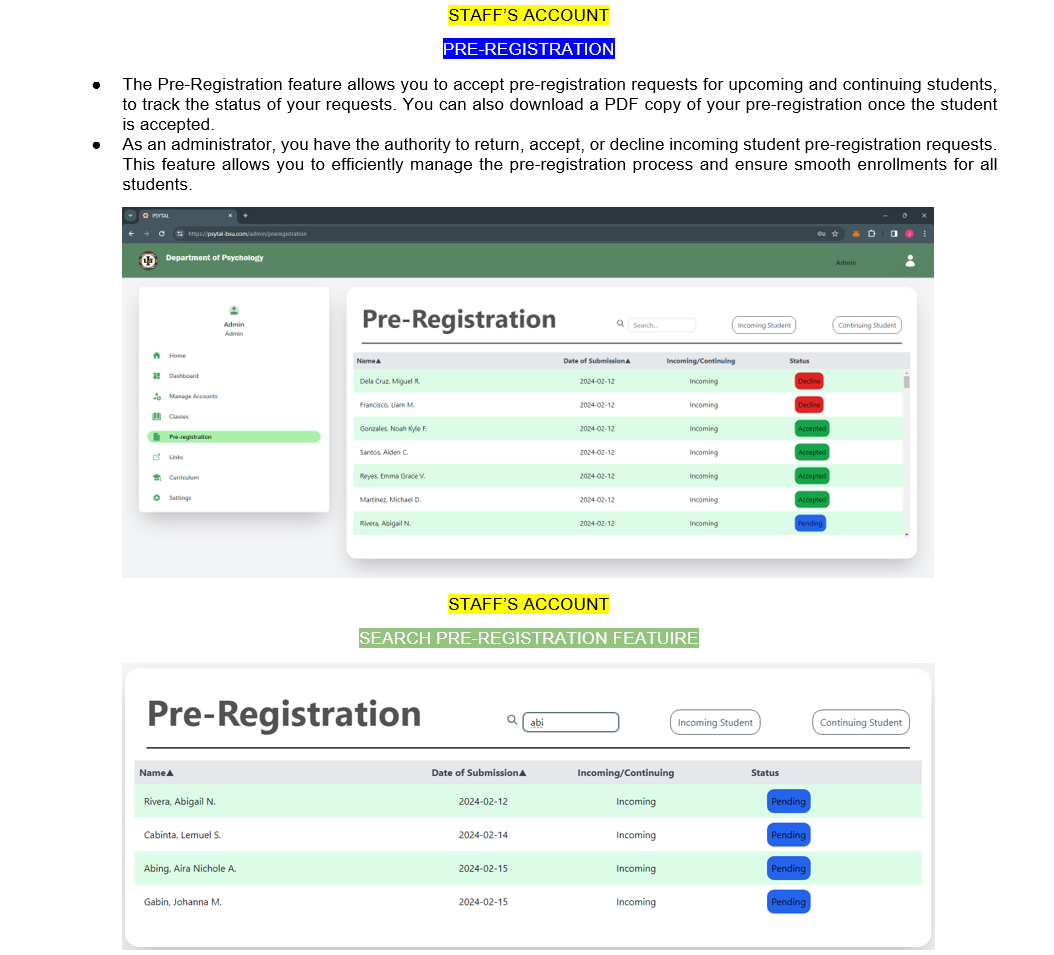 STAFF’S ACCOUNT
PRE-REGISTRATION
● The Pre-Registration feature allows you to accept pre-registration requests for upcoming and continuing students,
to track the status of your requests. You can also download a PDF copy of your pre-registration once the student
is accepted.
● As an administrator, you have the authority to return, accept, or decline incoming student pre-registration requests.
This feature allows you to efficiently manage the pre-registration process and ensure smooth enrollments for all
students.
PSYTAL
https://psytal-bsu.com/admin/preregistration
Department of Psychology
Admin
Admin
Admin
Home
Dashboard
Manage Accounts
Classes
Pre-registration
Links
Curriculum
Settings
Pre-Registration
Search...
Incoming Student
Continuing Student
Name▲ Date of Submission▲ Incoming/Continuing Status
Dela Cruz, Miguel R. 2024-02-12 Incoming Decline
Francisco, Liam M. 2024-02-12 Incoming Decline
Gonzales, Noah Kyle F. 2024-02-12 Incoming Accepted
Santos, Aiden C. 2024-02-12 Incoming Accepted
Reyes, Emma Grace V. 2024-02-12 Incoming Accepted
Martinez, Michael D. 2024-02-12 Incoming Accepted
Rivera, Abigail N. 2024-02-12 Incoming Pending
STAFF’S ACCOUNT
SEARCH PRE-REGISTRATION FEATUIRE
Pre-Registration
abi
Incoming Student
Continuing Student
Name▲ Date of Submission▲ Incoming/Continuing Status
Rivera, Abigail N. 2024-02-12 Incoming Pending
Cabinta, Lemuel S. 2024-02-14 Incoming Pending
Abing, Aira Nichole A. 2024-02-15 Incoming Pending
Gabin, Johanna M. 2024-02-15 Incoming Pending